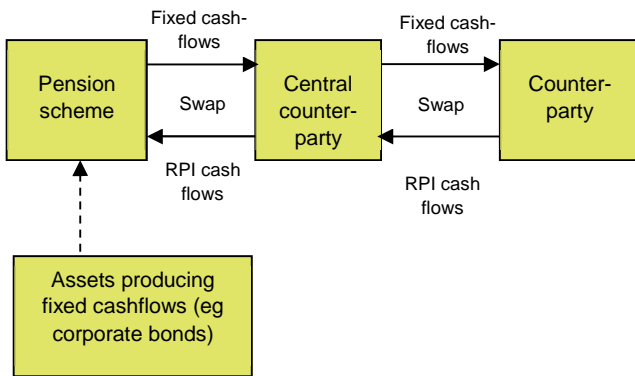 Fixed cash-
flows
Fixed cash-
flows
Pension
scheme
Swap
Central
counter-
party
Swap
Counter-
party
RPI cash
flows
RPI cash
flows
Assets producing
fixed cashflows (eg
corporate bonds)